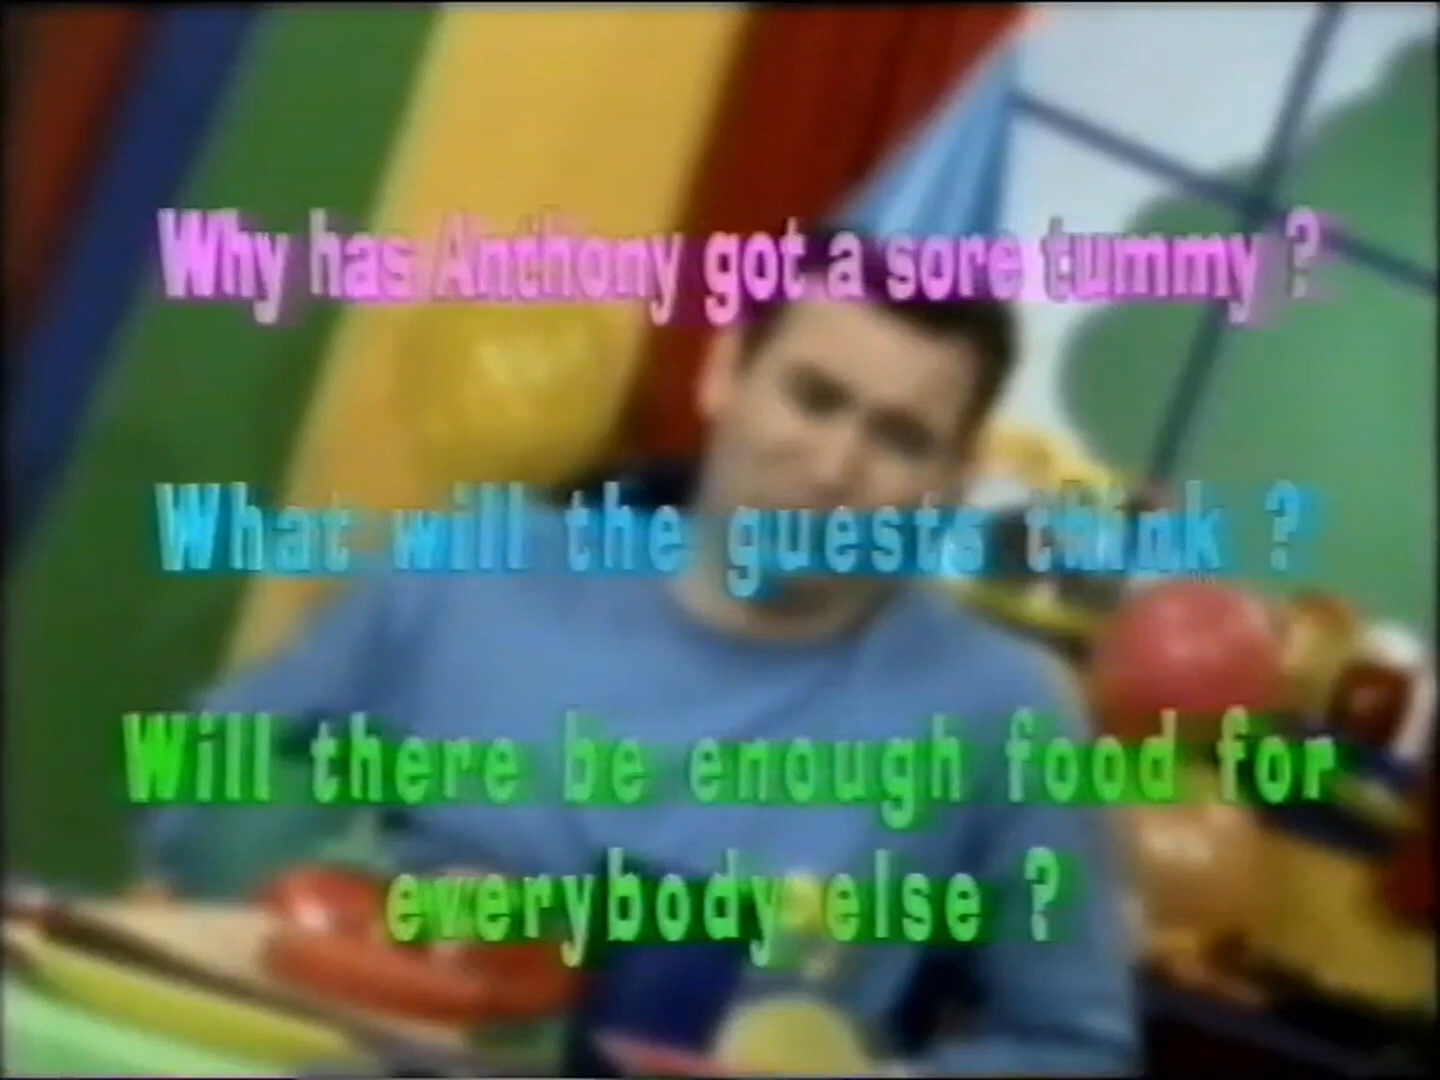 Why has Anthony got a sore tummy ?
What will the guests think ?
Will there be enough food for
everybody else ?